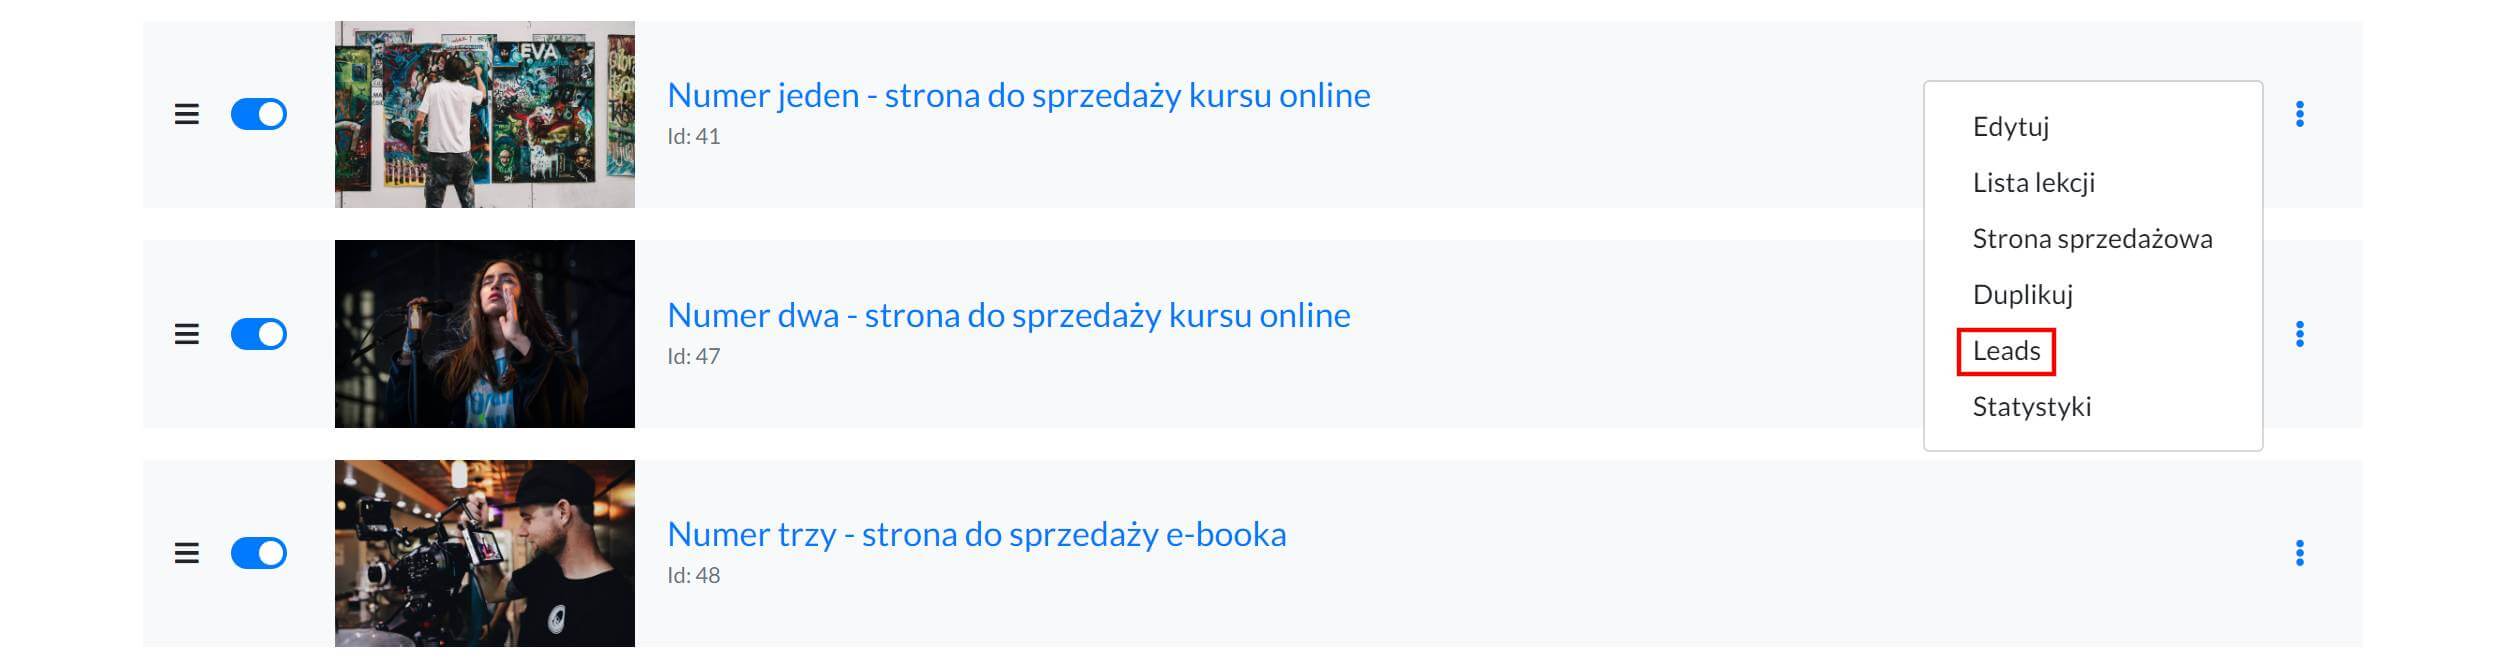 EVA
Numer jeden - strona do sprzedaży kursu online
Id: 41
Edytuj
Lista lekcji
Strona sprzedażowa
Duplikuj
Leads
Statystyki
Numer dwa - strona do sprzedaży kursu online
Id: 47
Numer trzy - strona do sprzedaży e-booka
Id: 48